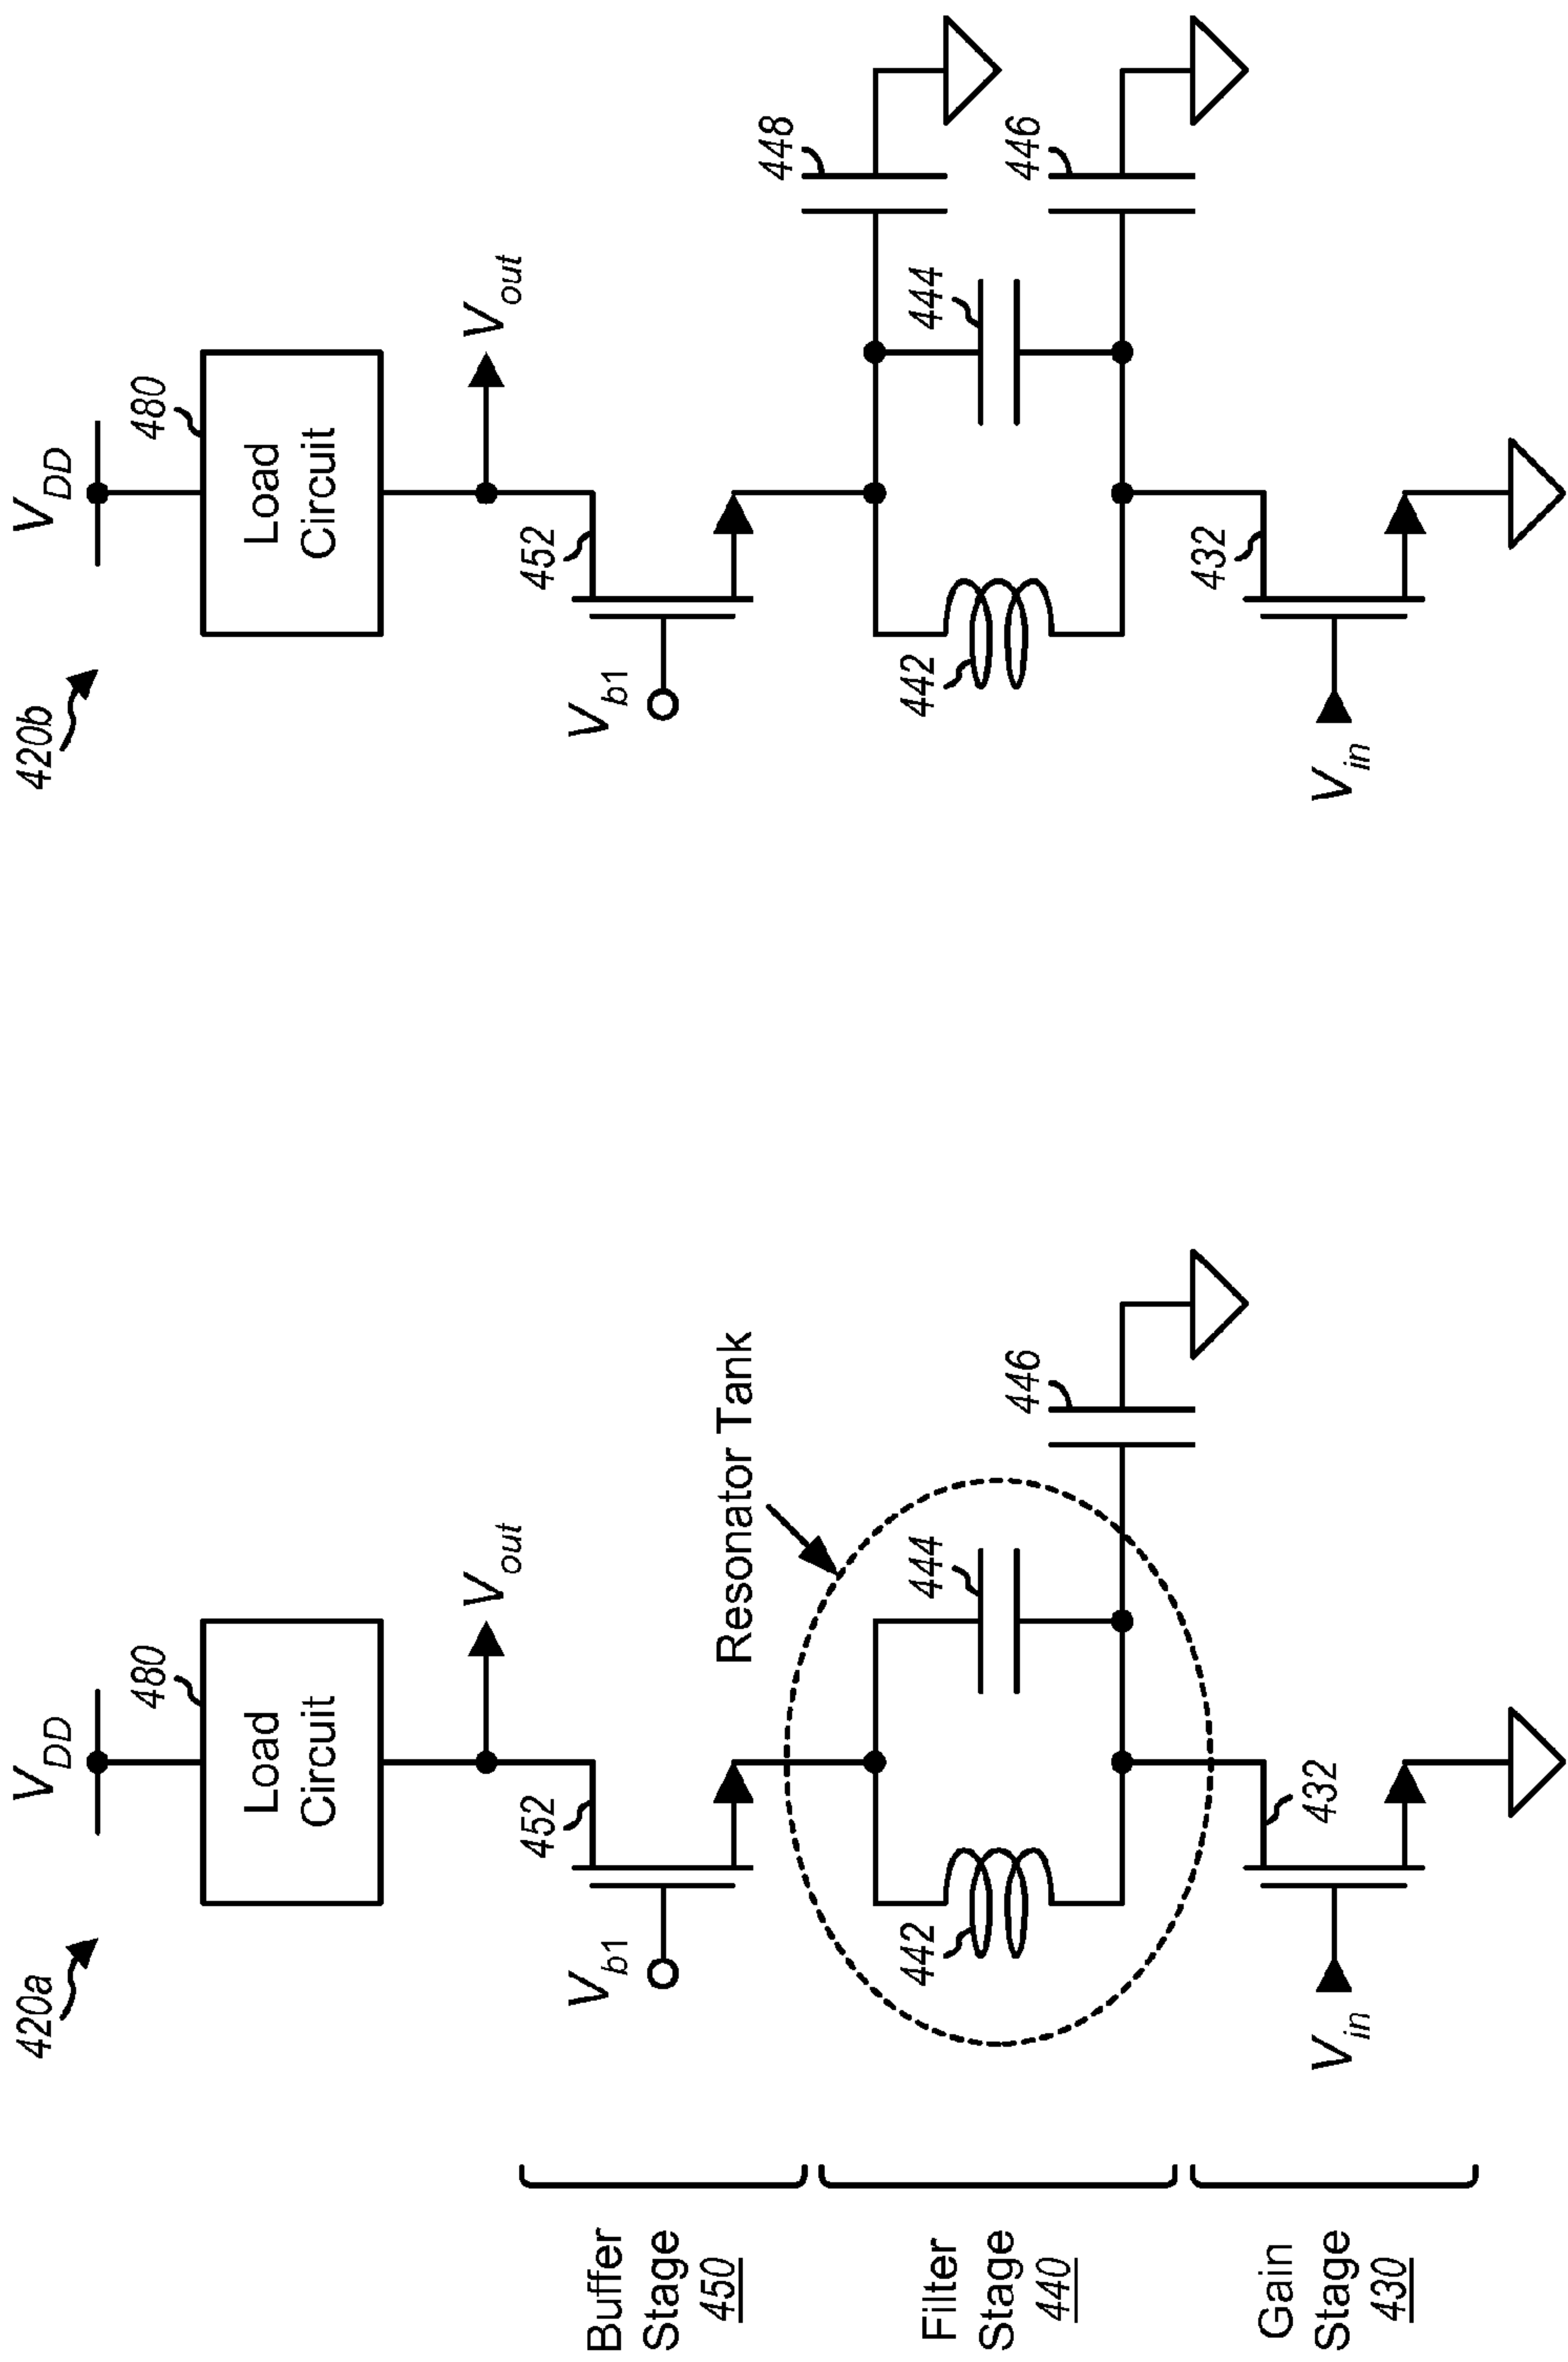 420a
V_DD
480
Load
Circuit
V_out
452
V_b1
Resonator Tank
444
446
442
432
V_in
Buffer
Stage
450
Filter
Stage
440
Gain
Stage
430
420b
V_DD
480
Load
Circuit
V_out
452
V_b1
448
444
446
442
432
V_in